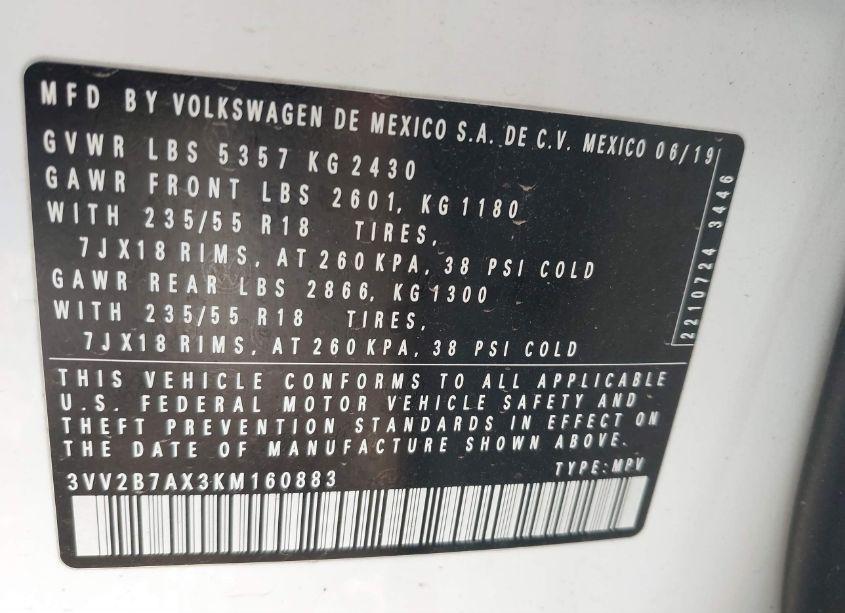 MFD BY VOLKSWAGEN DE MEXICO S.A. DE C.V. MEXICO 06/19
GVWR LBS 5357 KG 2430
GAWR FRONT LBS 2601, KG 1180
WITH 235/55 R18 TIRES,
7JX18 RIMS, AT 260 KPA, 38 PSI COLD
GAWR REAR LBS 2866, KG 1300
WITH 235/55 R18 TIRES,
7JX18 RIMS, AT 260 KPA, 38 PSI COLD
2210724 3446
THIS VEHICLE CONFORMS TO ALL APPLICABLE
U.S. FEDERAL MOTOR VEHICLE SAFETY AND
THEFT PREVENTION STANDARDS IN EFFECT ON
THE DATE OF MANUFACTURE SHOWN ABOVE.
3VV2B7AX3KM160883 TYPE: MPV